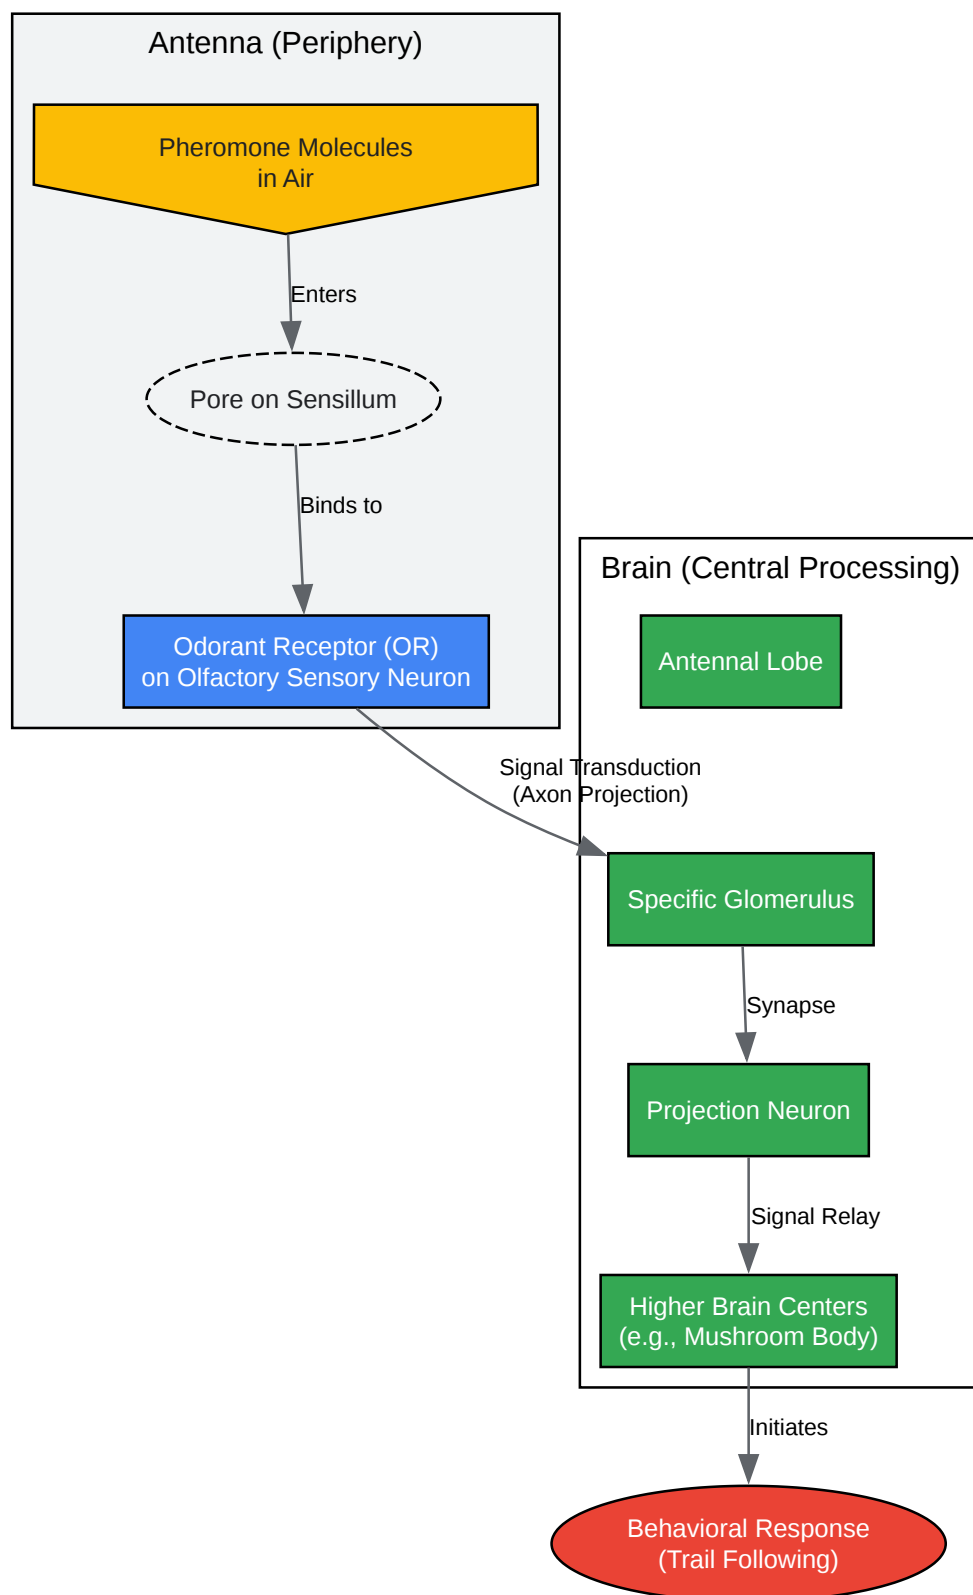 Antenna (Periphery)
Pheromone Molecules
in Air
Enters
Pore on Sensillum
Binds to
Odorant Receptor (OR)
on Olfactory Sensory Neuron
Brain (Central Processing)
Antennal Lobe
Signal Transduction
(Axon Projection)
Specific Glomerulus
Synapse
Projection Neuron
Signal Relay
Higher Brain Centers
(e.g., Mushroom Body)
Initiates
Behavioral Response
(Trail Following)